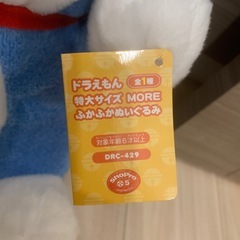 ドラえもん 全1種
特大サイズ MORE
ふかふかぬいぐるみ
対象年齢6才以上
DRC-429
ShoPro
S